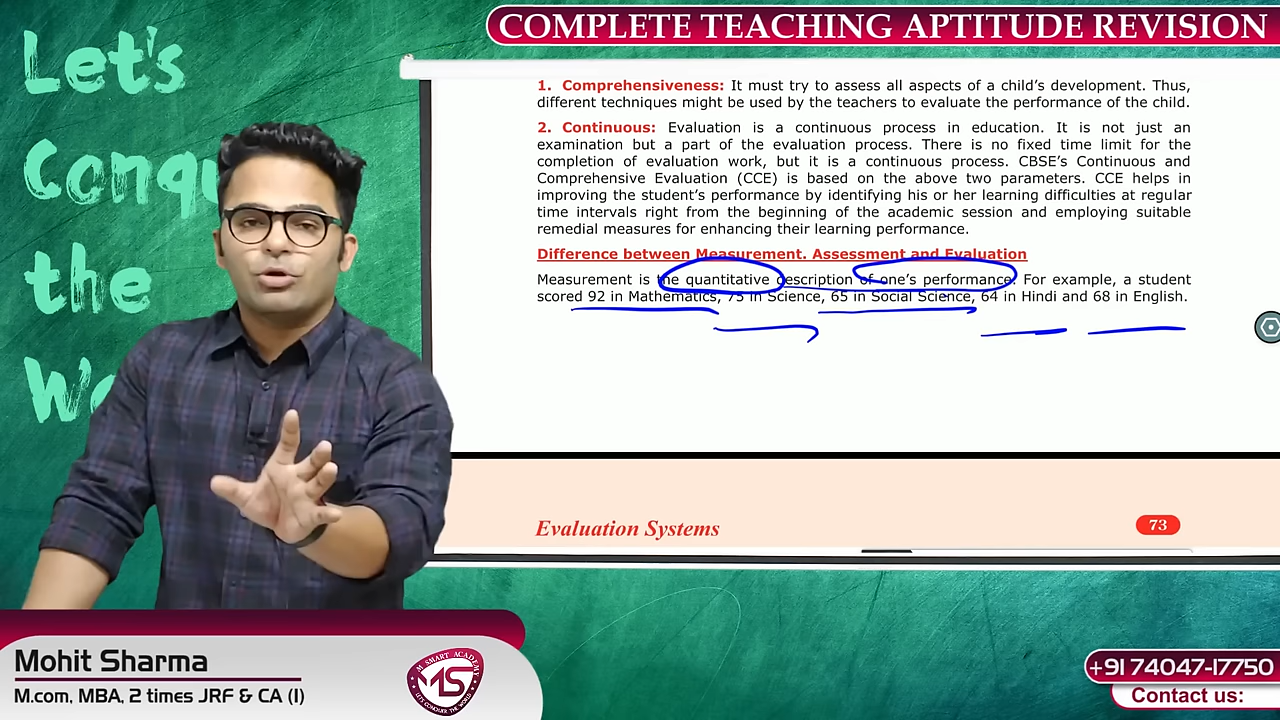 COMPLETE TEACHING APTITUDE REVISION
Let's
Conqu
the
Wo
1. Comprehensiveness: It must try to assess all aspects of a child's development. Thus,
different techniques might be used by the teachers to evaluate the performance of the child.
2. Continuous: Evaluation is a continuous process in education. It is not just an
examination but a part of the evaluation process. There is no fixed time limit for the
completion of evaluation work, but it is a continuous process. CBSE's Continuous and
Comprehensive Evaluation (CCE) is based on the above two parameters. CCE helps in
improving the student's performance by identifying his or her learning difficulties at regular
time intervals right from the beginning of the academic session and employing suitable
remedial measures for enhancing their learning performance.
Difference between Measurement. Assessment and Evaluation
Measurement is the quantitative description of one's performance. For example, a student
scored 92 in Mathematics, 75 in Science, 65 in Social Science, 64 in Hindi and 68 in English.
Evaluation Systems
73
Mohit Sharma
M.com, MBA, 2 times JRF & CA (I)
M SMART ACADEMY
MS
LET'S CONQUER THE WORLD
+91 74047-17750
Contact us: